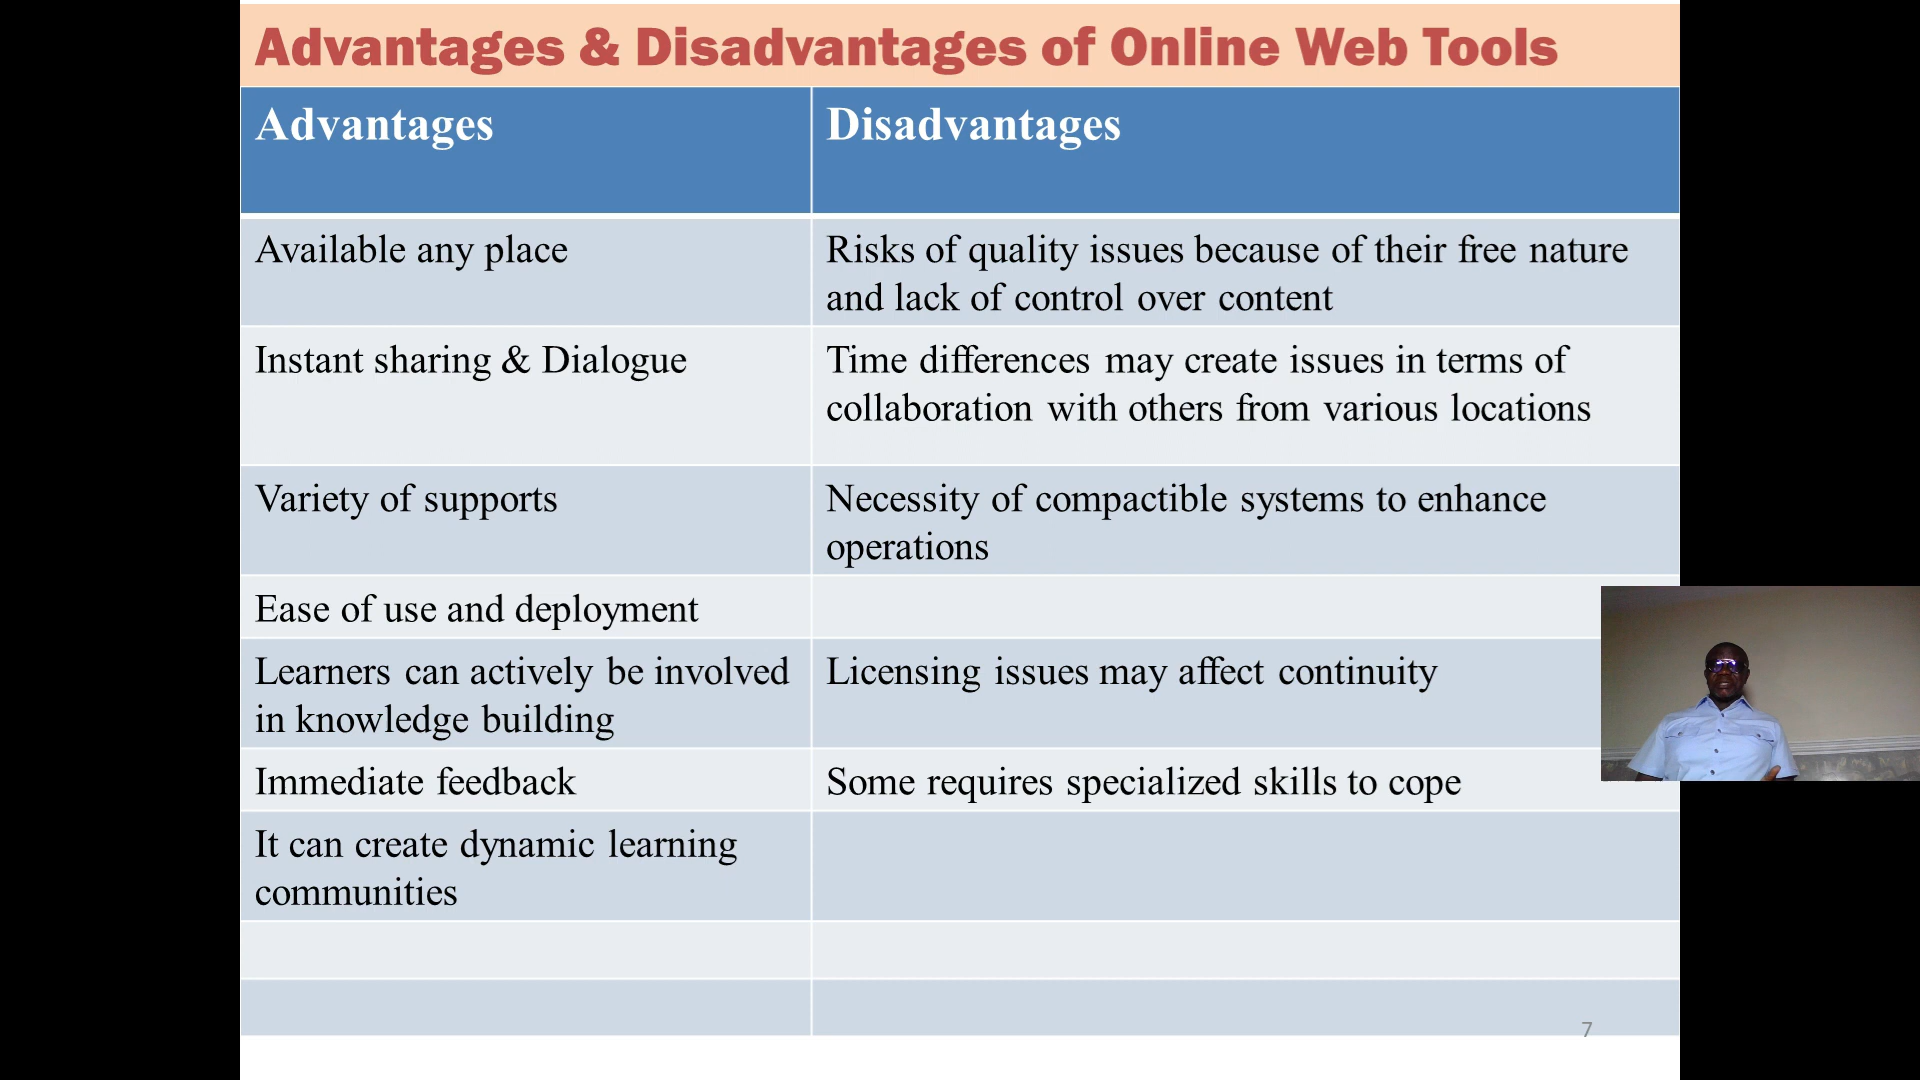 Advantages & Disadvantages of Online Web Tools
Advantages
Disadvantages
Available any place
Risks of quality issues because of their free nature
and lack of control over content
Instant sharing & Dialogue
Time differences may create issues in terms of
collaboration with others from various locations
Variety of supports
Necessity of compactible systems to enhance
operations
Ease of use and deployment
Learners can actively be involved
in knowledge building
Licensing issues may affect continuity
Immediate feedback
Some requires specialized skills to cope
It can create dynamic learning
communities
7